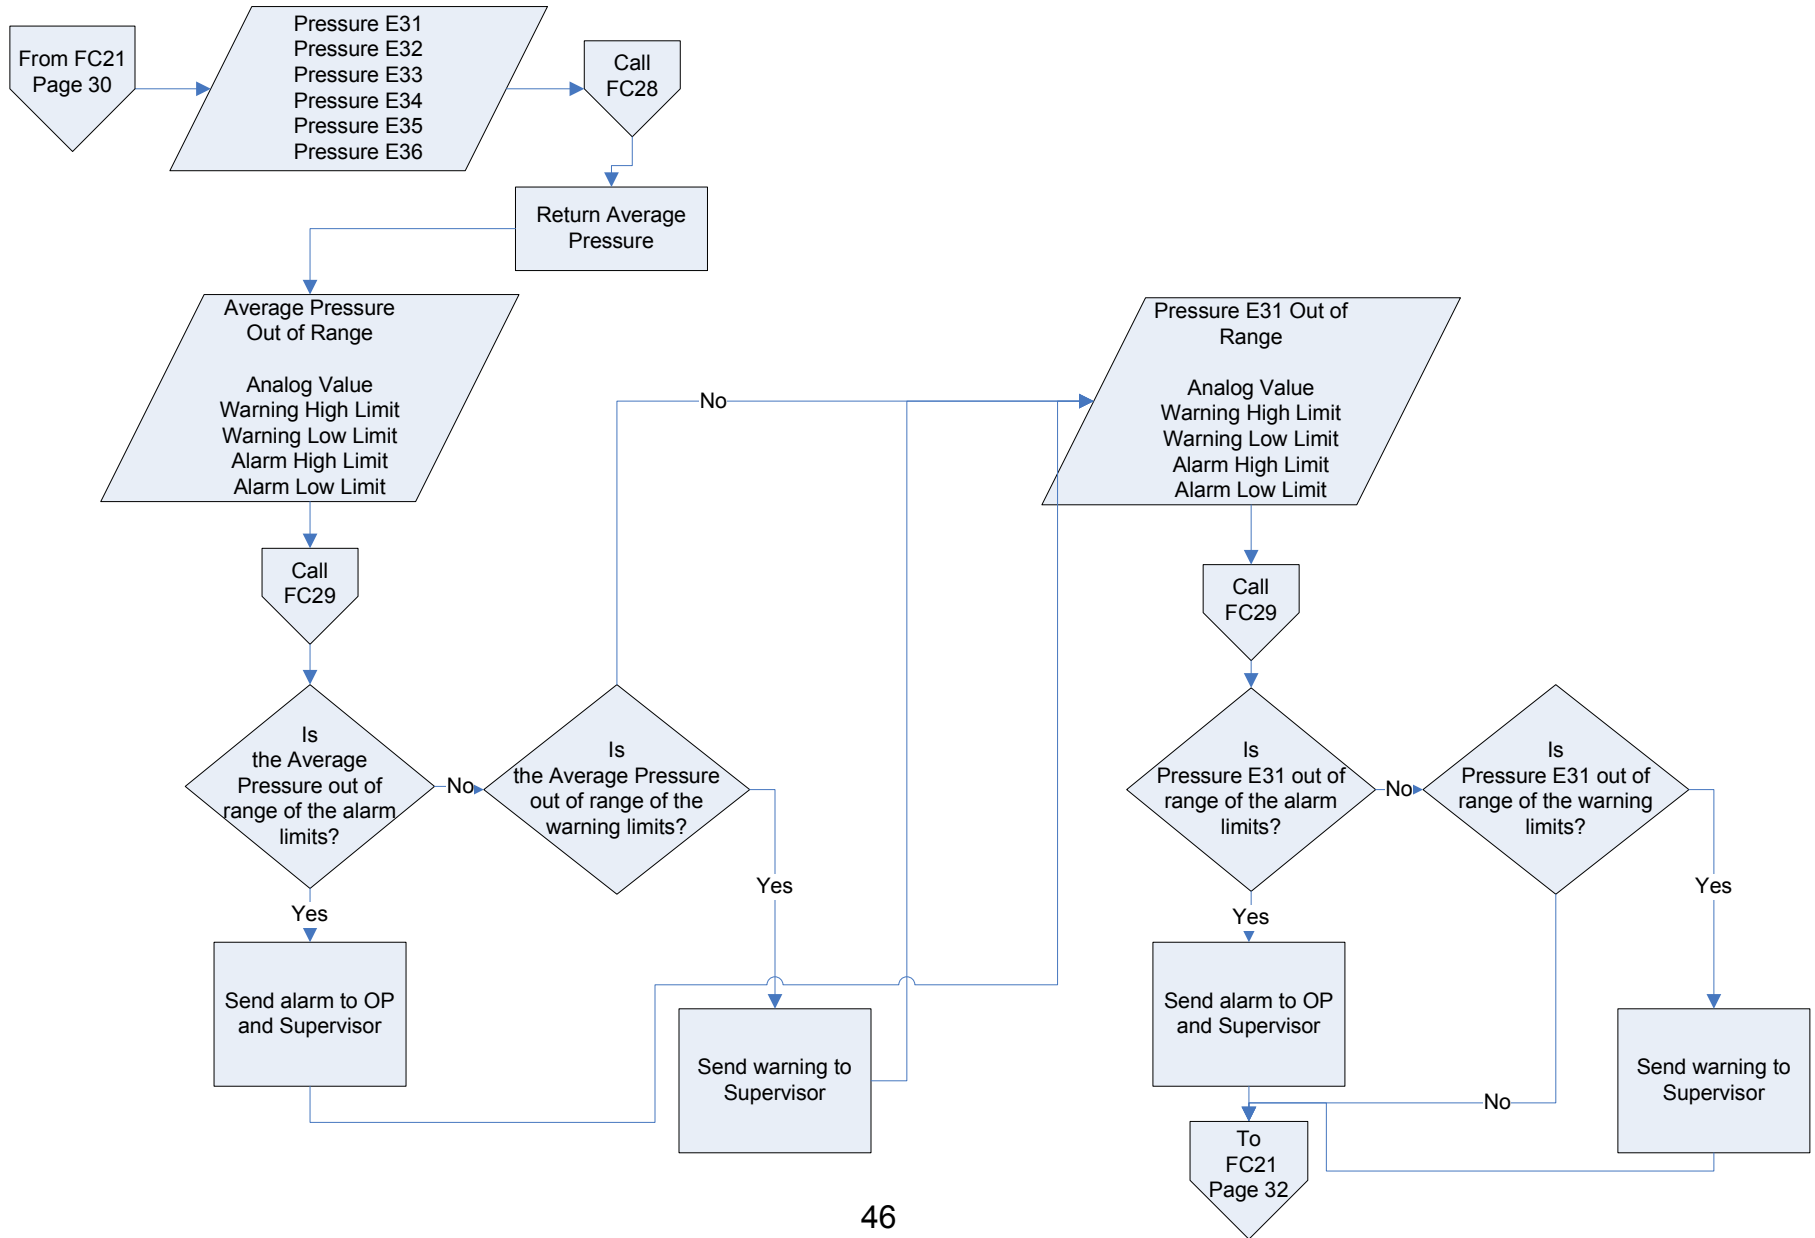 From FC21
Page 30
Pressure E31
Pressure E32
Pressure E33
Pressure E34
Pressure E35
Pressure E36
Call
FC28
Return Average
Pressure
Average Pressure
Out of Range
Analog Value
Warning High Limit
Warning Low Limit
Alarm High Limit
Alarm Low Limit
Call
FC29
Is
the Average
Pressure out of
range of the alarm
limits?
No
Is
the Average Pressure
out of range of the
warning limits?
No
Yes
Yes
Send alarm to OP
and Supervisor
Send warning to
Supervisor
Pressure E31 Out of
Range
Analog Value
Warning High Limit
Warning Low Limit
Alarm High Limit
Alarm Low Limit
Call
FC29
Is
Pressure E31 out of
range of the alarm
limits?
No
Is
Pressure E31 out of
range of the warning
limits?
Yes
Yes
Send alarm to OP
and Supervisor
Send warning to
Supervisor
No
To
FC21
Page 32
46